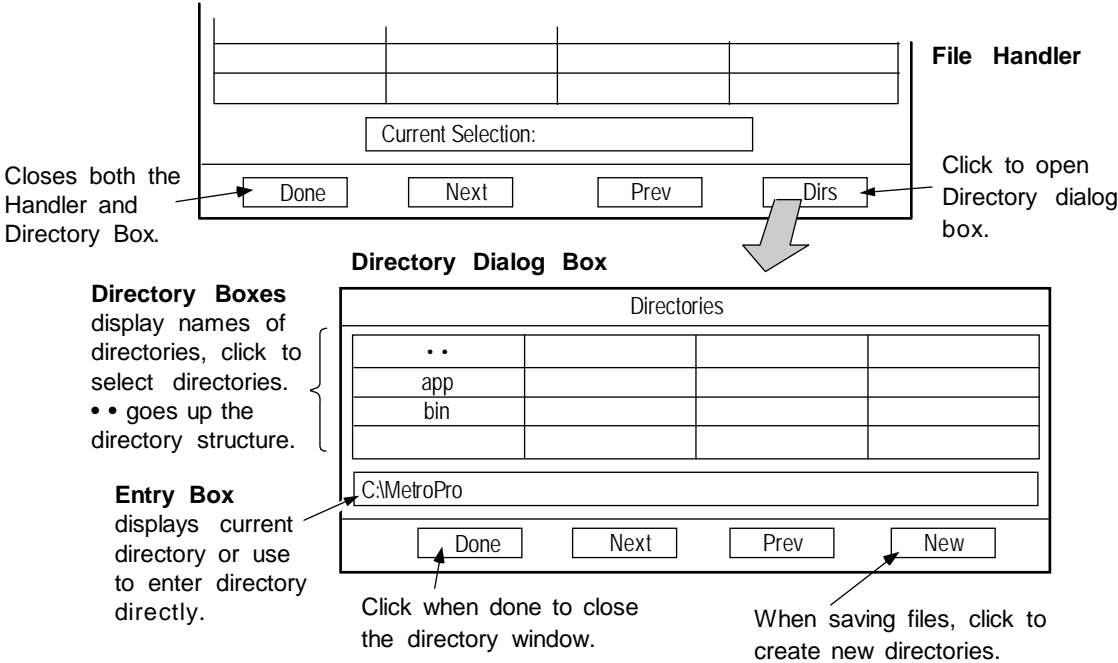 File Handler
Current Selection:
Closes both the
Handler and
Directory Box.
Done Next Prev Dirs
Click to open
Directory dialog
box.
Directory Dialog Box
Directory Boxes
display names of
directories, click to
select directories.
• • goes up the
directory structure.
Directories
• •
app
bin
C:\MetroPro
Entry Box
displays current
directory or use
to enter directory
directly.
Done Next Prev New
Click when done to close
the directory window.
When saving files, click to
create new directories.